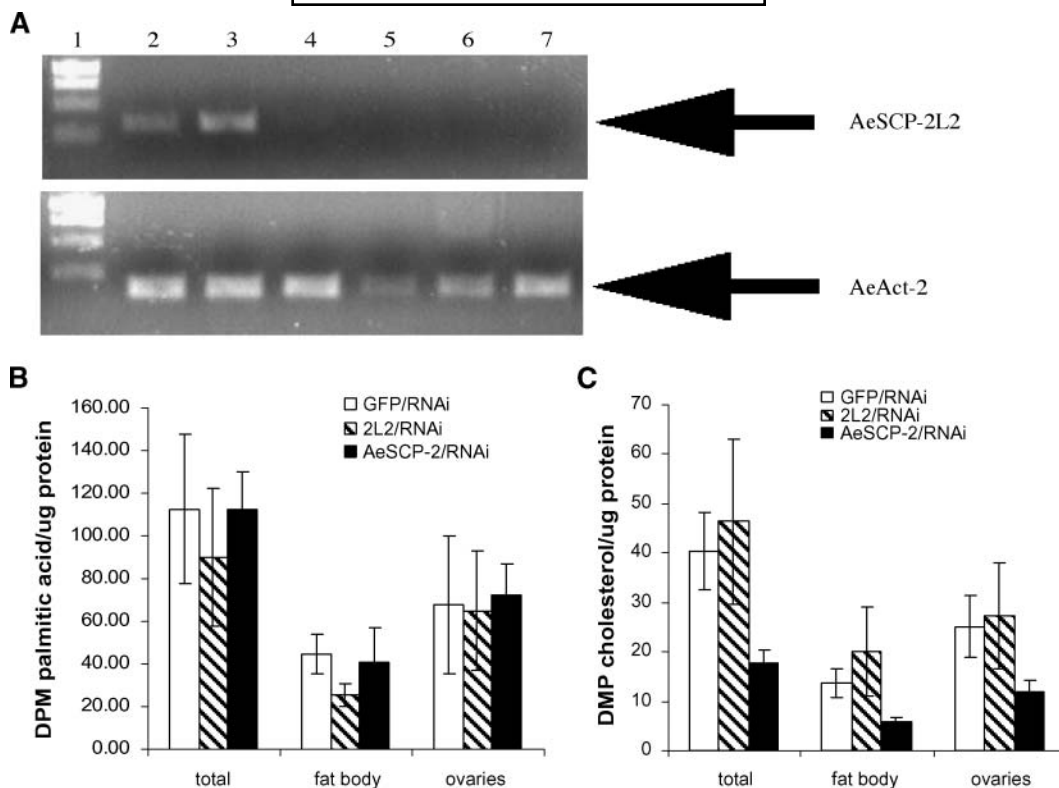 A
1 2 3 4 5 6 7
AeSCP-2L2
AeAct-2
B
GFP/RNAi
2L2/RNAi
AeSCP-2/RNAi
DPM palmitic acid/ug protein
160.00
140.00
120.00
100.00
80.00
60.00
40.00
20.00
0.00
total fat body ovaries
C
GFP/RNAi
2L2/RNAi
AeSCP-2/RNAi
DMP cholesterol/ug protein
70
60
50
40
30
20
10
0
total fat body ovaries